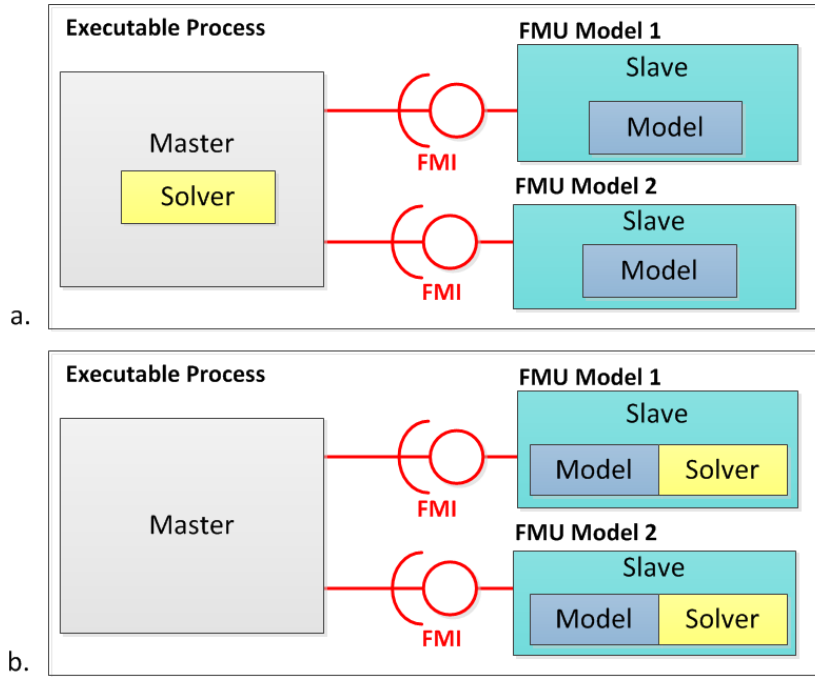 Executable Process
FMU Model 1
Slave
Model
Master
Solver
FMI
FMU Model 2
Slave
Model
FMI
a.
Executable Process
FMU Model 1
Slave
Model Solver
Master
FMI
FMU Model 2
Slave
Model Solver
FMI
b.